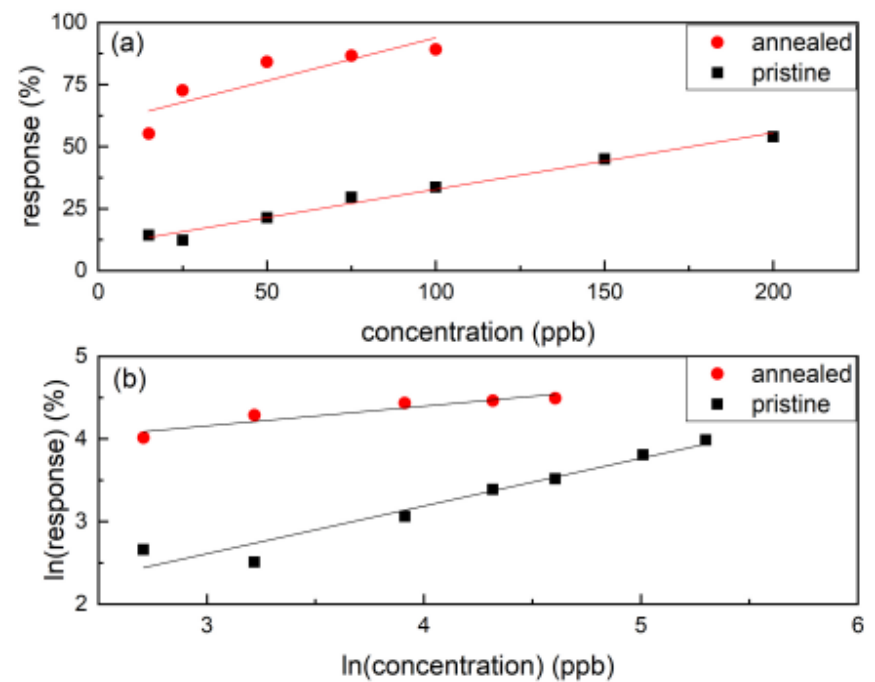 (a)
annealed
pristine
100
75
50
25
0
response (%)
0 50 100 150 200
concentration (ppb)
(b)
annealed
pristine
5
4
3
2
ln(response) (%)
3 4 5 6
ln(concentration) (ppb)